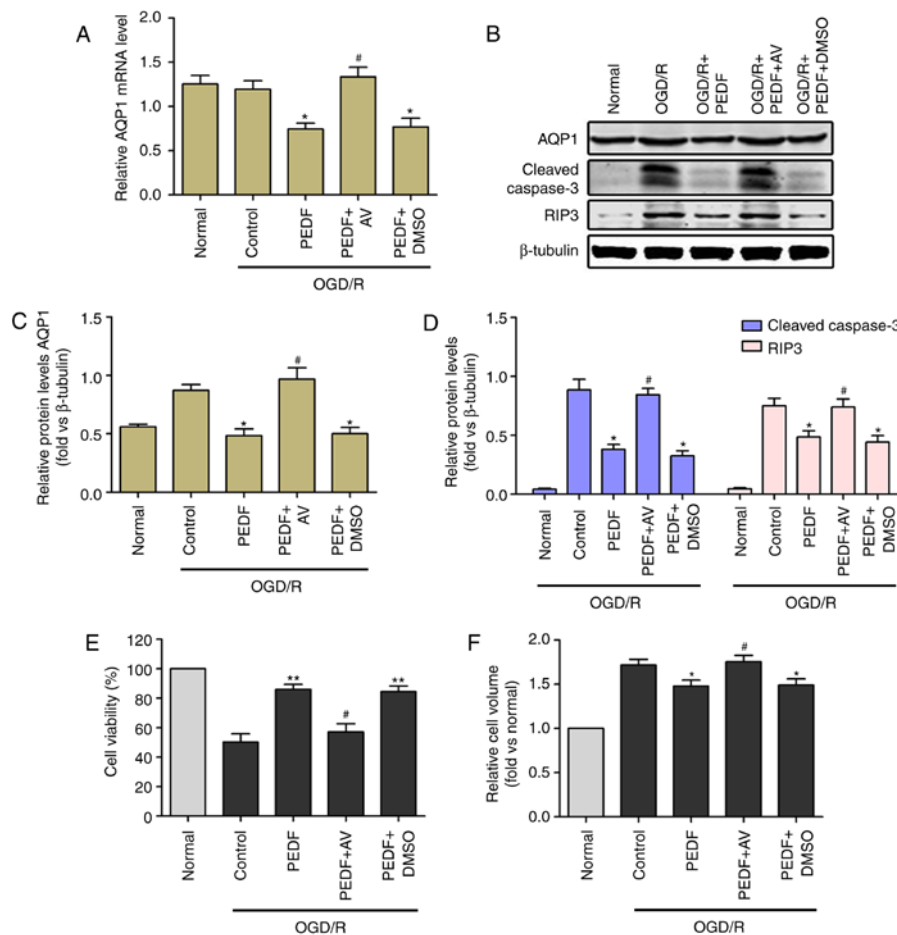 A
Relative AQP1 mRNA level
2.0
1.5
1.0
0.5
0.0
Normal
Control
PEDF
PEDF+
AV
PEDF+
DMSO
*
#
*
OGD/R
B
Normal
OGD/R
OGD/R+
PEDF
OGD/R+
PEDF+AV
OGD/R+
PEDF+DMSO
AQP1
Cleaved
caspase-3
RIP3
β-tubulin
C
Relative protein levels AQP1
(fold vs β-tubulin)
1.5
1.0
0.5
0.0
*
#
*
Normal
Control
PEDF
PEDF+
AV
PEDF+
DMSO
OGD/R
D
Relative protein levels
(fold vs β-tubulin)
1.5
1.0
0.5
0.0
Cleaved caspase-3
RIP3
*
#
*
*
#
*
Normal
Control
PEDF
PEDF+AV
PEDF+
DMSO
Normal
Control
PEDF
PEDF+AV
PEDF+
DMSO
OGD/R
OGD/R
E
Cell viability (%)
120
100
80
60
40
20
0
**
#
**
Normal
Control
PEDF
PEDF+AV
PEDF+
DMSO
OGD/R
F
Relative cell volume
(fold vs normal)
2.0
1.5
1.0
0.5
0.0
*
#
*
Normal
Control
PEDF
PEDF+AV
PEDF+
DMSO
OGD/R